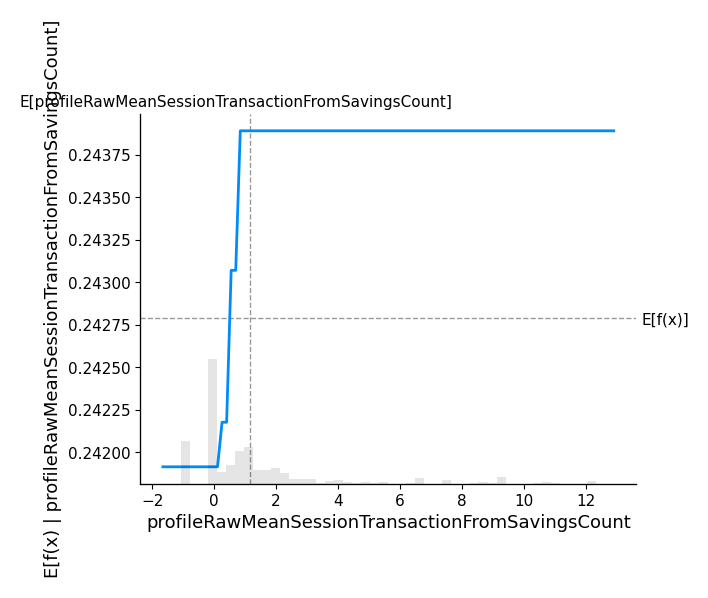 E[profileRawMeanSessionTransactionFromSavingsCount]
E[f(x) | profileRawMeanSessionTransactionFromSavingsCount]
0.24375
0.24350
0.24325
0.24300
0.24275
0.24250
0.24225
0.24200
E[f(x)]
−2 0 2 4 6 8 10 12
profileRawMeanSessionTransactionFromSavingsCount